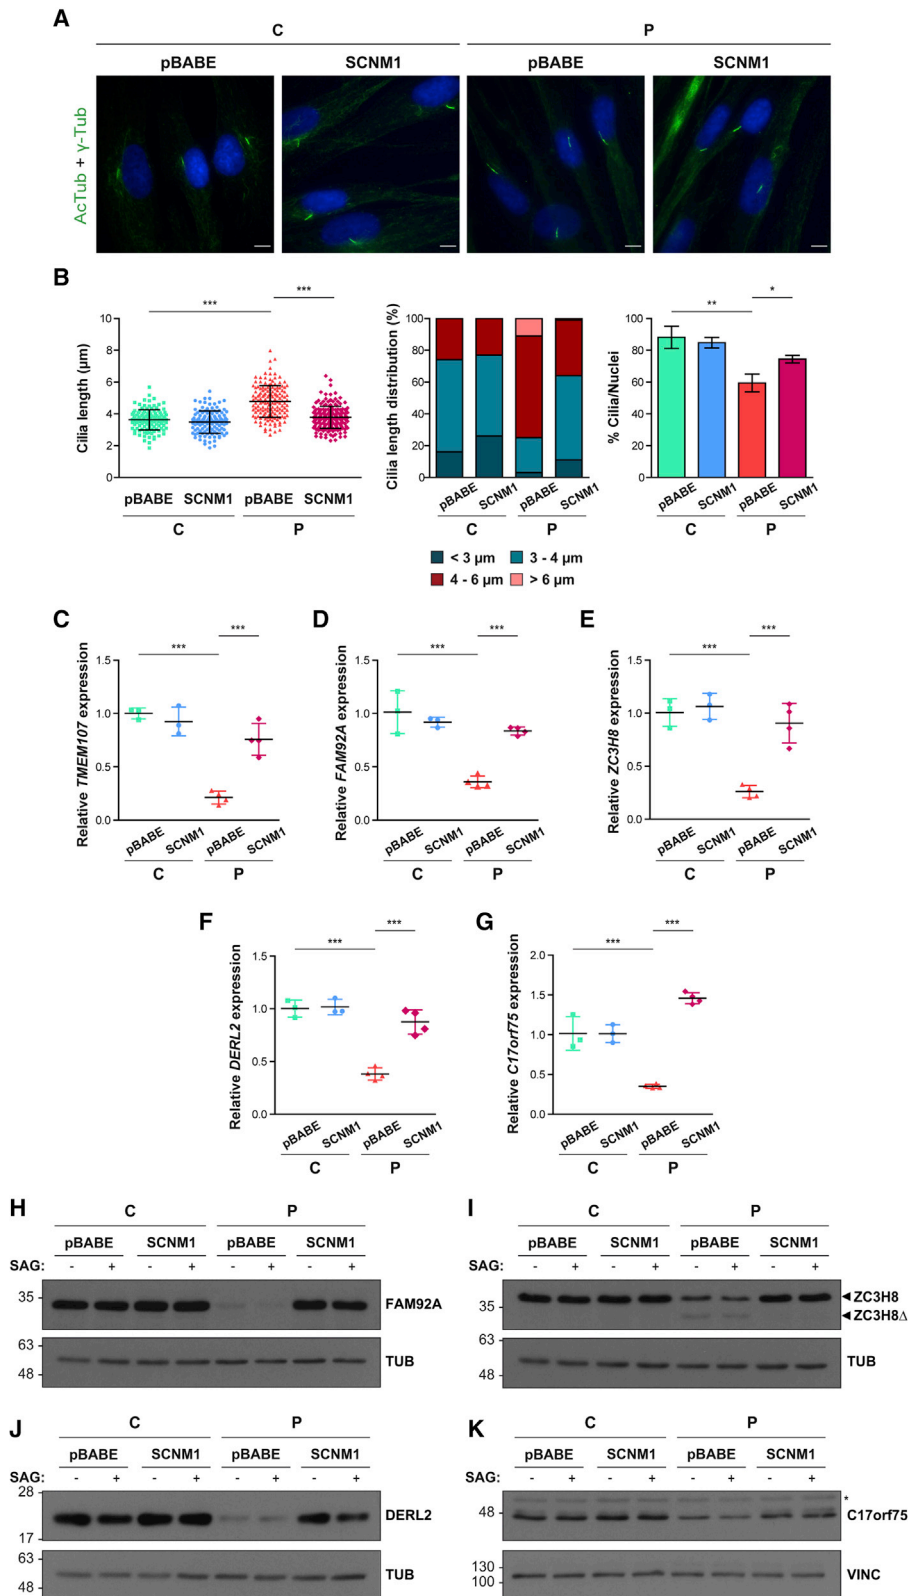 A
C P
pBABE SCNM1 pBABE SCNM1
AcTub + γ-Tub
B
Cilia length (µm)
10
8
6
4
2
0
***
***
pBABE SCNM1 pBABE SCNM1
C P
Cilia length distribution (%)
100
80
60
40
20
0
pBABE SCNM1 pBABE SCNM1
C P
< 3 µm 3 - 4 µm
4 - 6 µm > 6 µm
% Cilia/Nuclei
100
80
60
40
20
0
**
*
pBABE SCNM1 pBABE SCNM1
C P
C
Relative TMEM107 expression
1.5
1.0
0.5
0.0
***
***
pBABE SCNM1 pBABE SCNM1
C P
D
Relative FAM92A expression
1.5
1.0
0.5
0.0
***
***
pBABE SCNM1 pBABE SCNM1
C P
E
Relative ZC3H8 expression
1.5
1.0
0.5
0.0
***
***
pBABE SCNM1 pBABE SCNM1
C P
F
Relative DERL2 expression
1.5
1.0
0.5
0.0
***
***
pBABE SCNM1 pBABE SCNM1
C P
G
Relative C17orf75 expression
2.0
1.5
1.0
0.5
0.0
***
***
pBABE SCNM1 pBABE SCNM1
C P
H
C P
pBABE SCNM1 pBABE SCNM1
SAG: - + - + - + - +
35
FAM92A
63
48
TUB
I
C P
pBABE SCNM1 pBABE SCNM1
SAG: - + - + - + - +
35
ZC3H8
ZC3H8Δ
63
48
TUB
J
C P
pBABE SCNM1 pBABE SCNM1
SAG: - + - + - + - +
28
17
DERL2
63
48
TUB
K
C P
pBABE SCNM1 pBABE SCNM1
SAG: - + - + - + - +
*
48
C17orf75
130
100
VINC